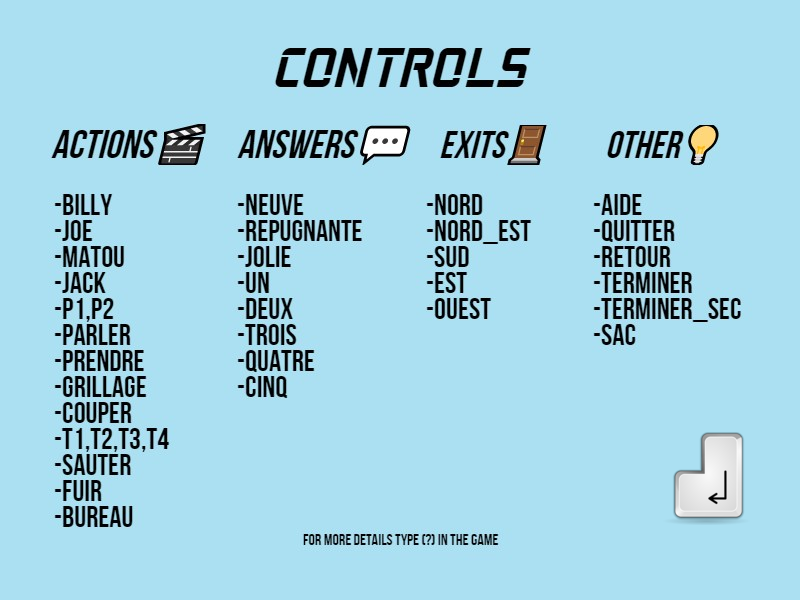 CONTROLS
ACTIONS
-BILLY
-JOE
-MATOU
-JACK
-P1,P2
-PARLER
-PRENDRE
-GRILLAGE
-COUPER
-T1,T2,T3,T4
-SAUTER
-FUIR
-BUREAU
ANSWERS
-NEUVE
-REPUGNANTE
-JOLIE
-UN
-DEUX
-TROIS
-QUATRE
-CINQ
EXITS
-NORD
-NORD_EST
-SUD
-EST
-OUEST
OTHER
-AIDE
-QUITTER
-RETOUR
-TERMINER
-TERMINER_SEC
-SAC
FOR MORE DETAILS TYPE (?) IN THE GAME